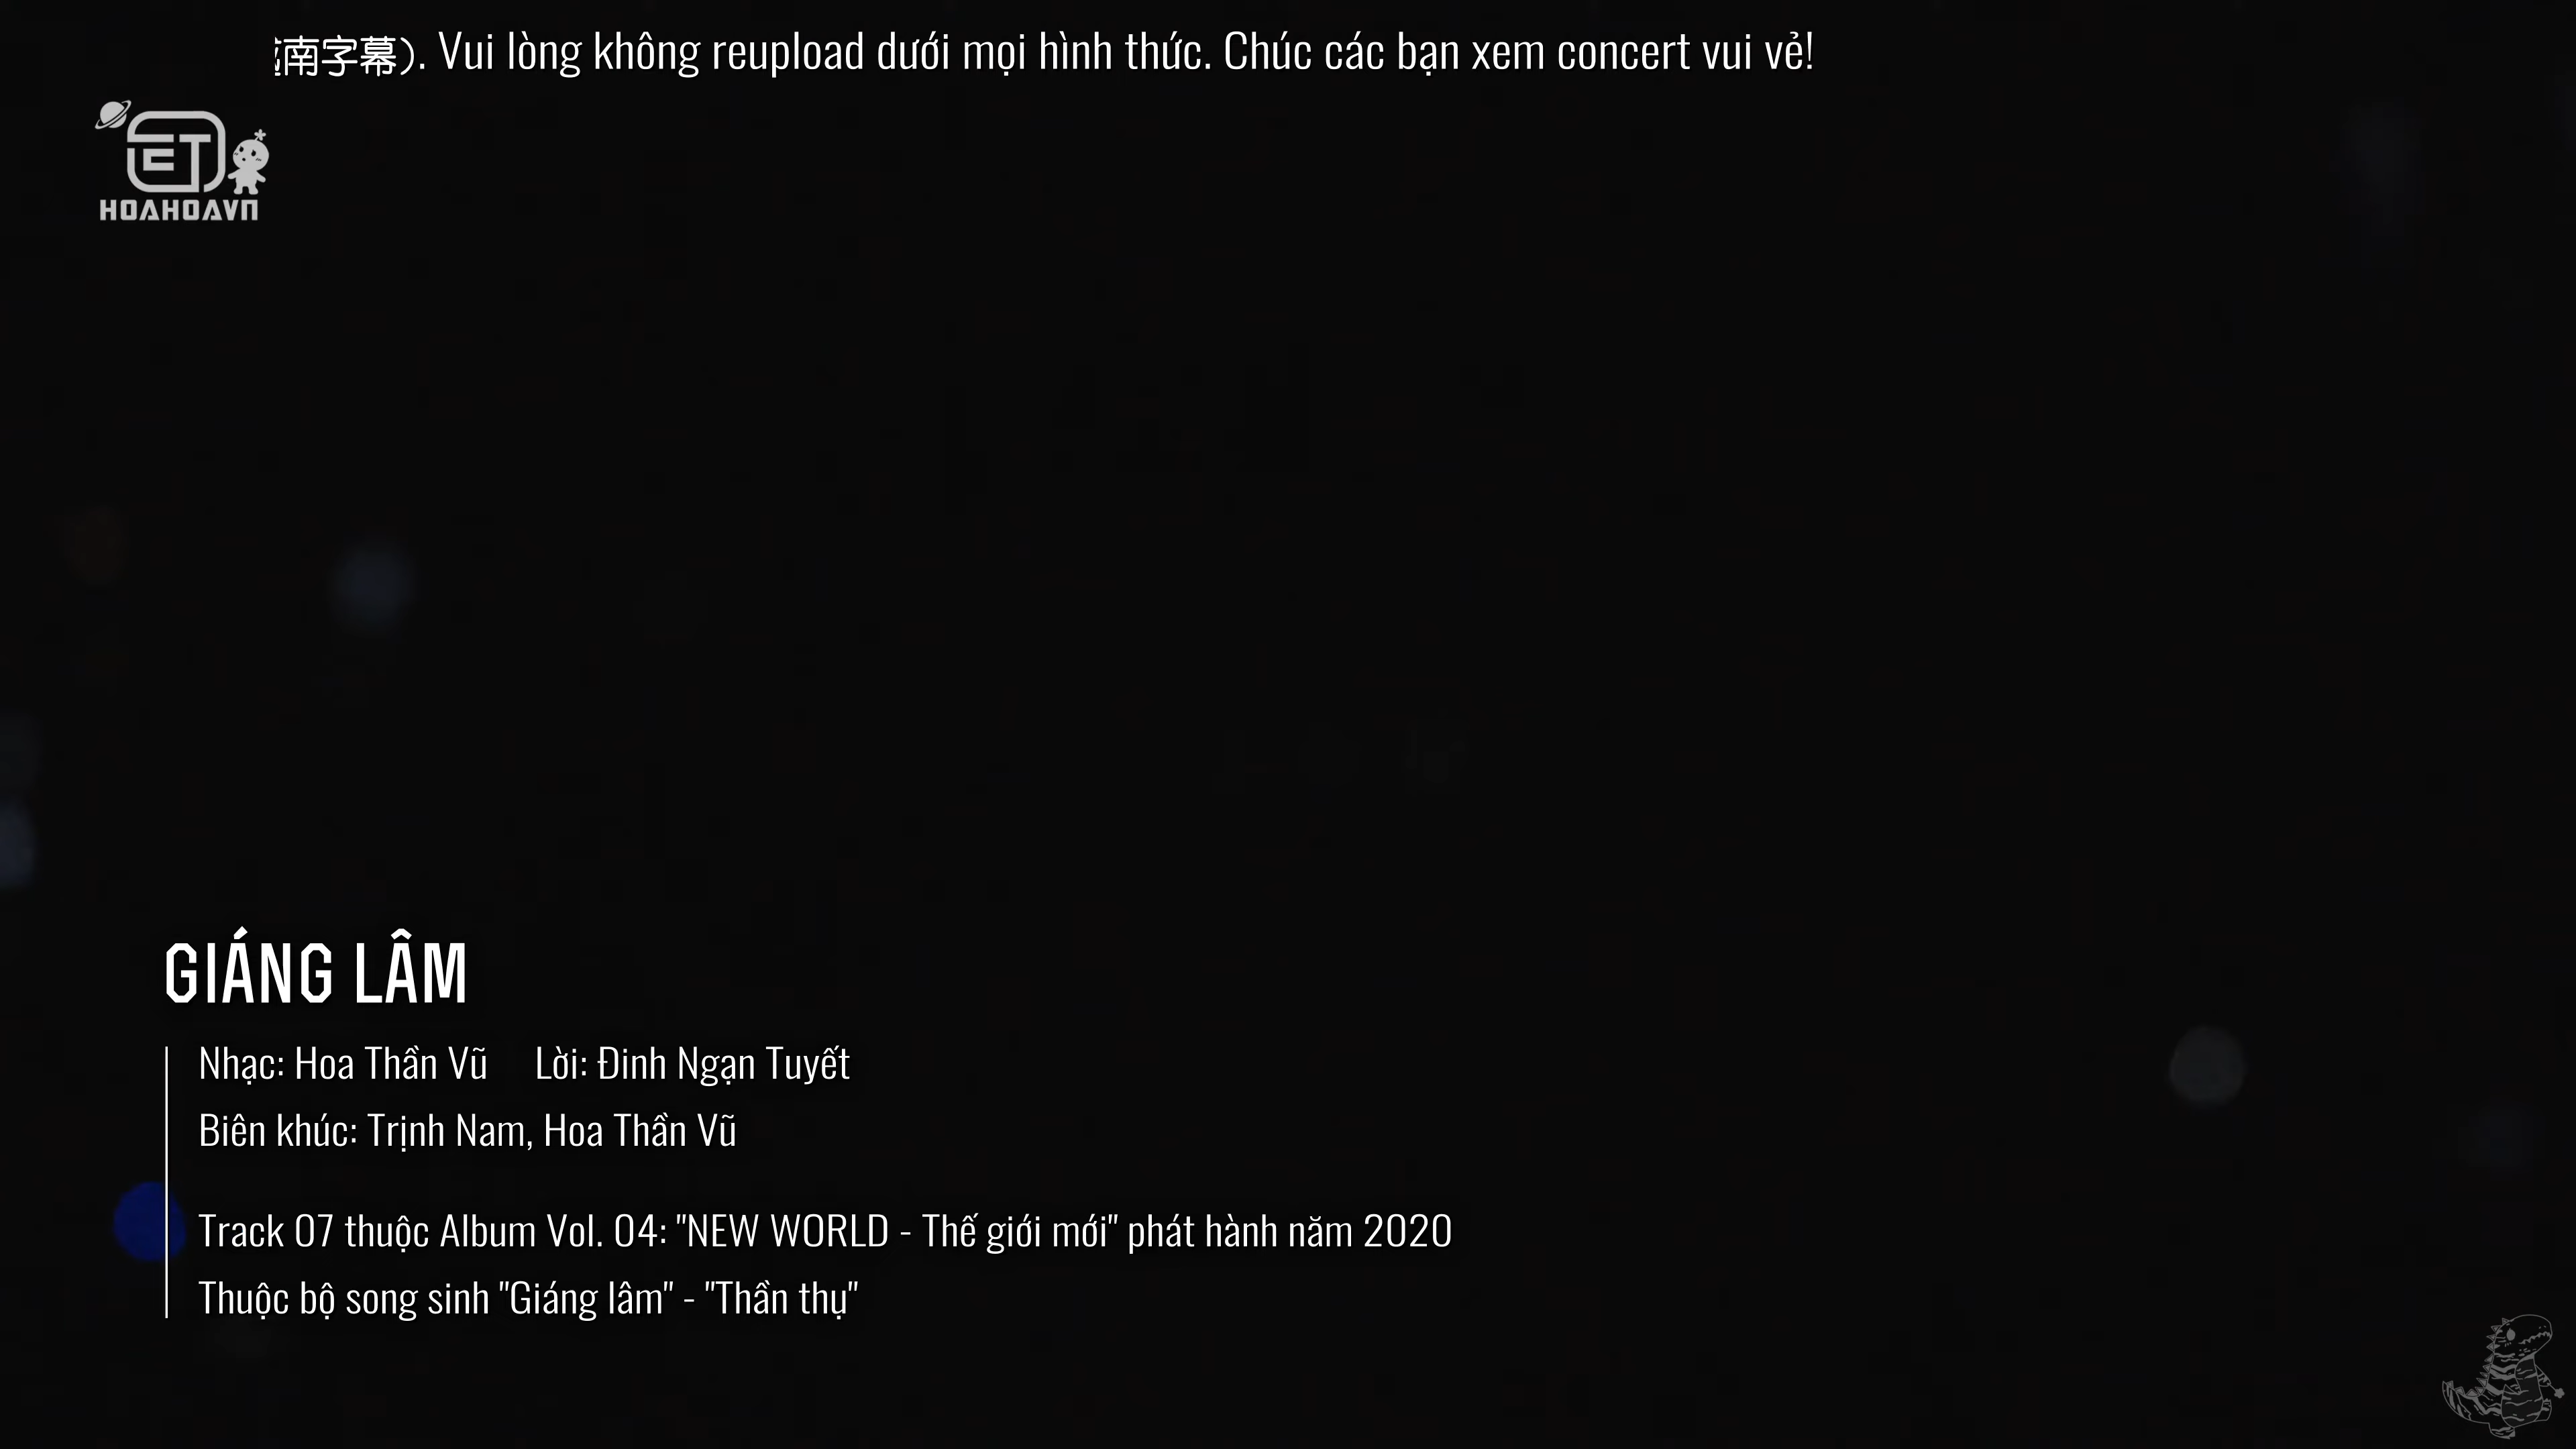 南字幕). Vui lòng không reupload dưới mọi hình thức. Chúc các bạn xem concert vui vẻ!
ET
HOAHOAVN
GIÁNG LÂM
Nhạc: Hoa Thần Vũ Lời: Đinh Ngạn Tuyết
Biên khúc: Trịnh Nam, Hoa Thần Vũ
Track 07 thuộc Album Vol. 04: "NEW WORLD - Thế giới mới" phát hành năm 2020
Thuộc bộ song sinh "Giáng lâm" - "Thần thụ"